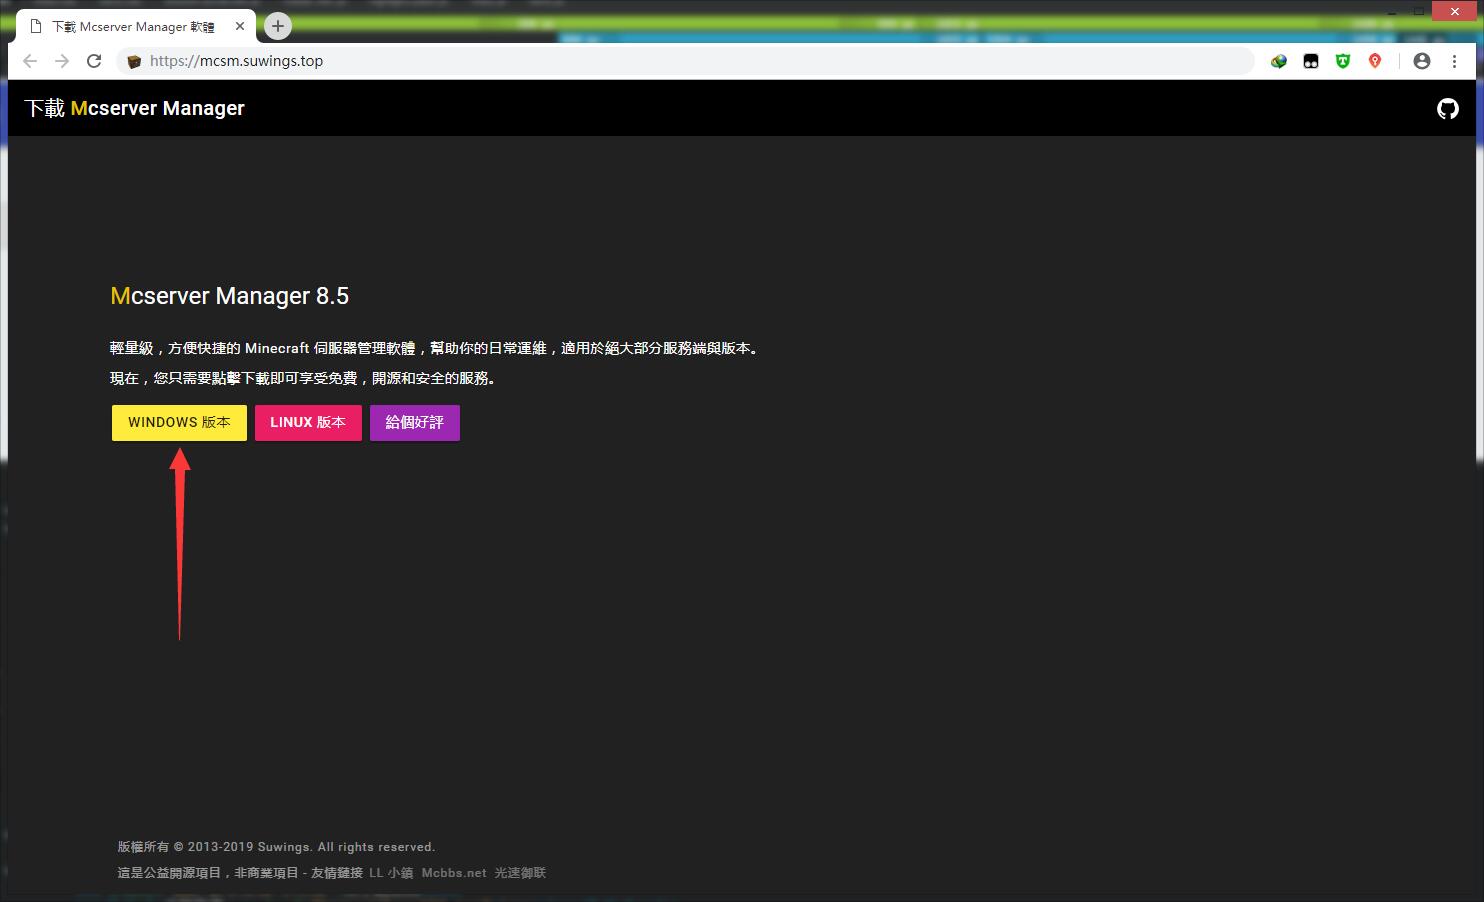 下載 Mcserver Manager 軟體
https://mcsm.suwings.top
下載 Mcserver Manager
Mcserver Manager 8.5
輕量級，方便快捷的 Minecraft 伺服器管理軟體，幫助你的日常運維，適用於絕大部分服務端與版本。
現在，您只需要點擊下載即可享受免費，開源和安全的服務。
WINDOWS 版本 LINUX 版本 給個好評
版權所有 © 2013-2019 Suwings. All rights reserved.
這是公益開源項目，非商業項目 - 友情鏈接 LL 小鎮 Mcbbs.net 光速御联